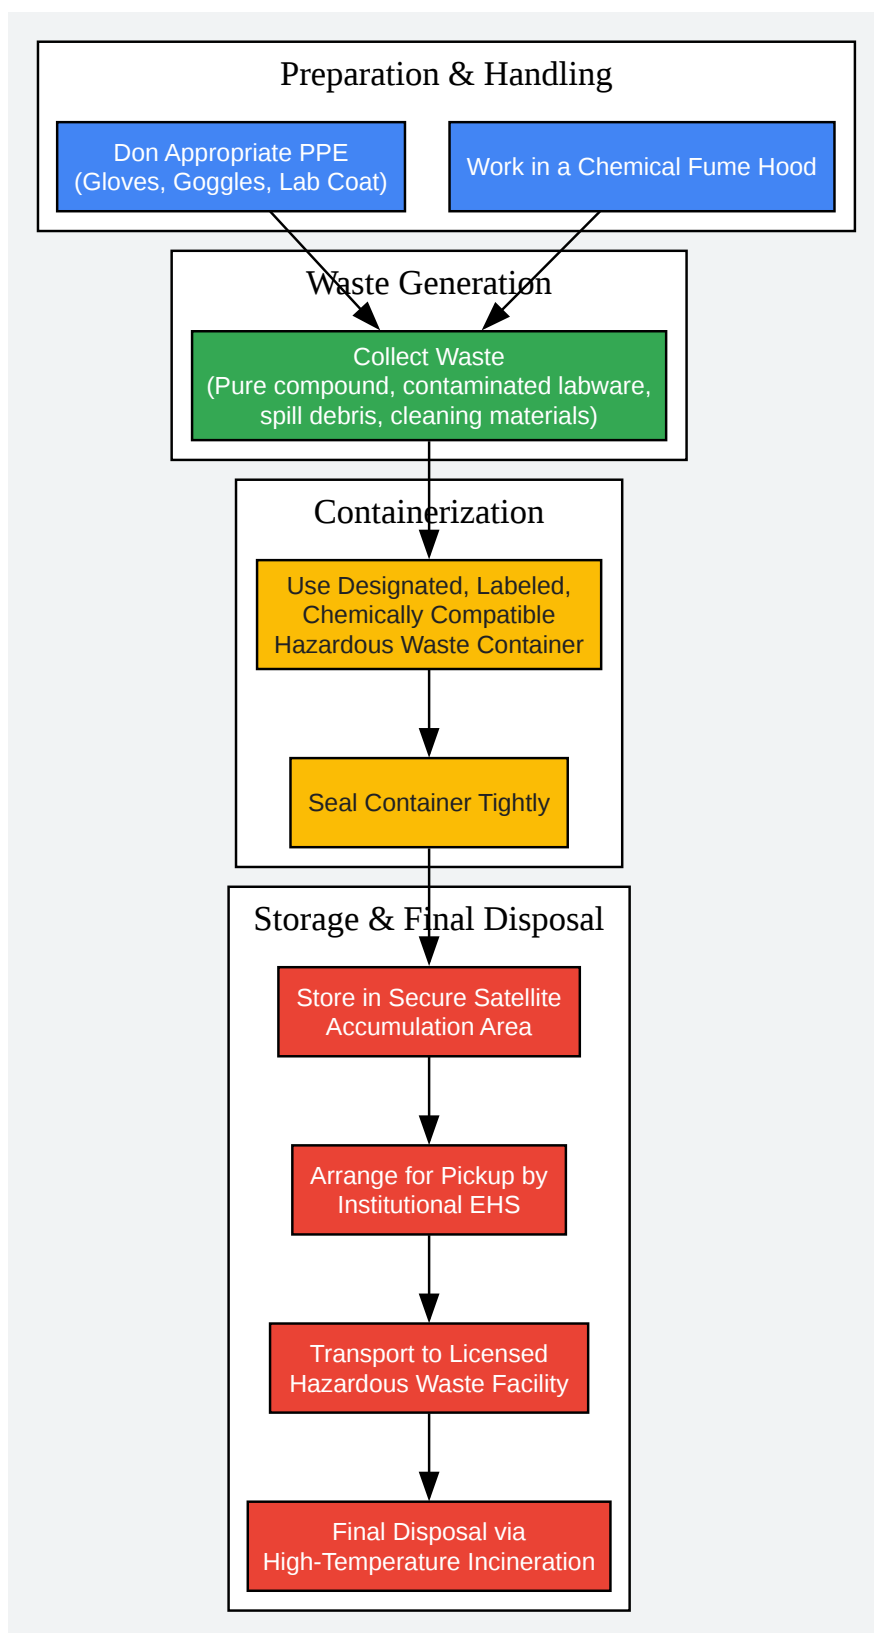 Preparation & Handling
Don Appropriate PPE
(Gloves, Goggles, Lab Coat)
Work in a Chemical Fume Hood
Waste Generation
Collect Waste
(Pure compound, contaminated labware,
spill debris, cleaning materials)
Containerization
Use Designated, Labeled,
Chemically Compatible
Hazardous Waste Container
Seal Container Tightly
Storage & Final Disposal
Store in Secure Satellite
Accumulation Area
Arrange for Pickup by
Institutional EHS
Transport to Licensed
Hazardous Waste Facility
Final Disposal via
High-Temperature Incineration